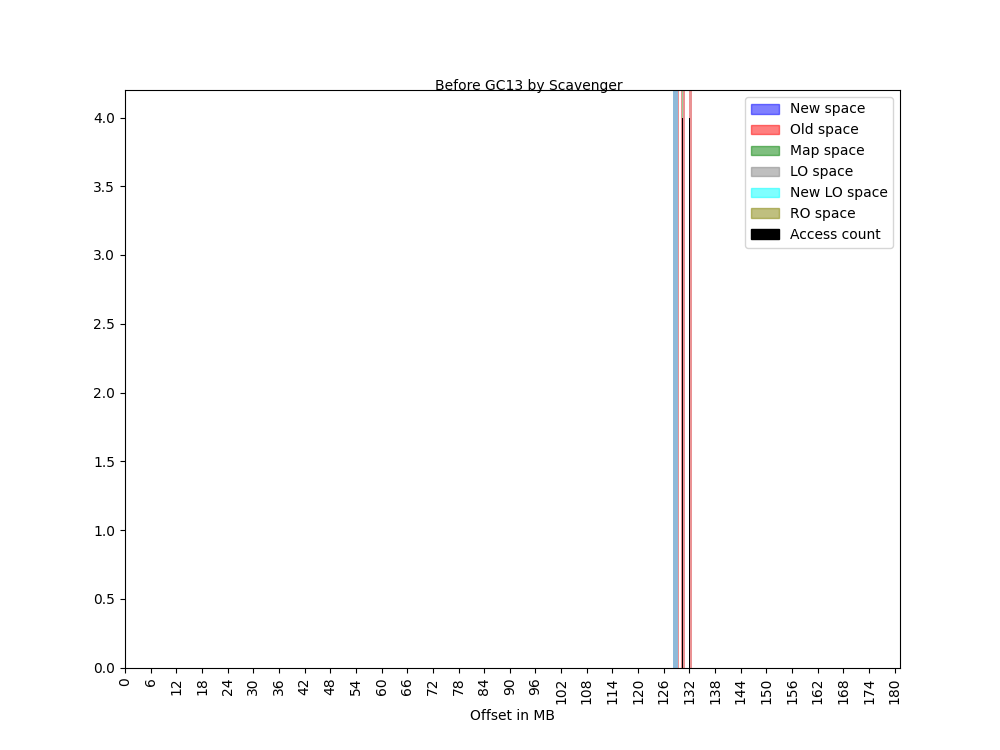 Before GC13 by Scavenger
4.0
3.5
3.0
2.5
2.0
1.5
1.0
0.5
0.0
New space
Old space
Map space
LO space
New LO space
RO space
Access count
0 6 12 18 24 30 36 42 48 54 60 66 72 78 84 90 96 102 108 114 120 126 132 138 144 150 156 162 168 174 180
Offset in MB